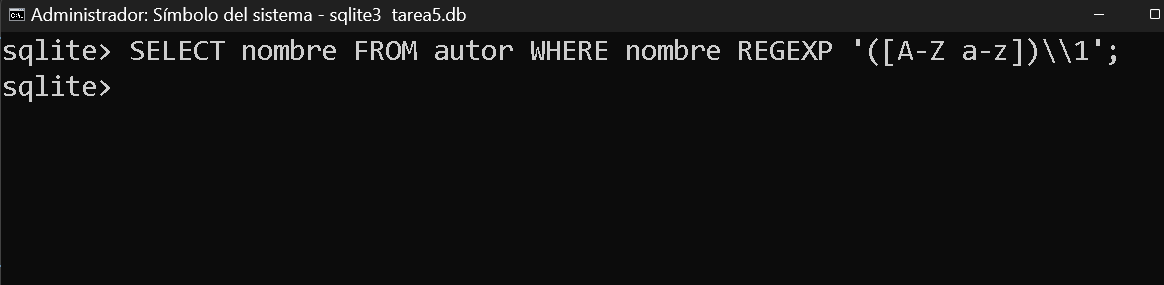 Administrador: Símbolo del sistema - sqlite3  tarea5.db
sqlite> SELECT nombre FROM autor WHERE nombre REGEXP '([A-Z a-z])\\1';
sqlite>